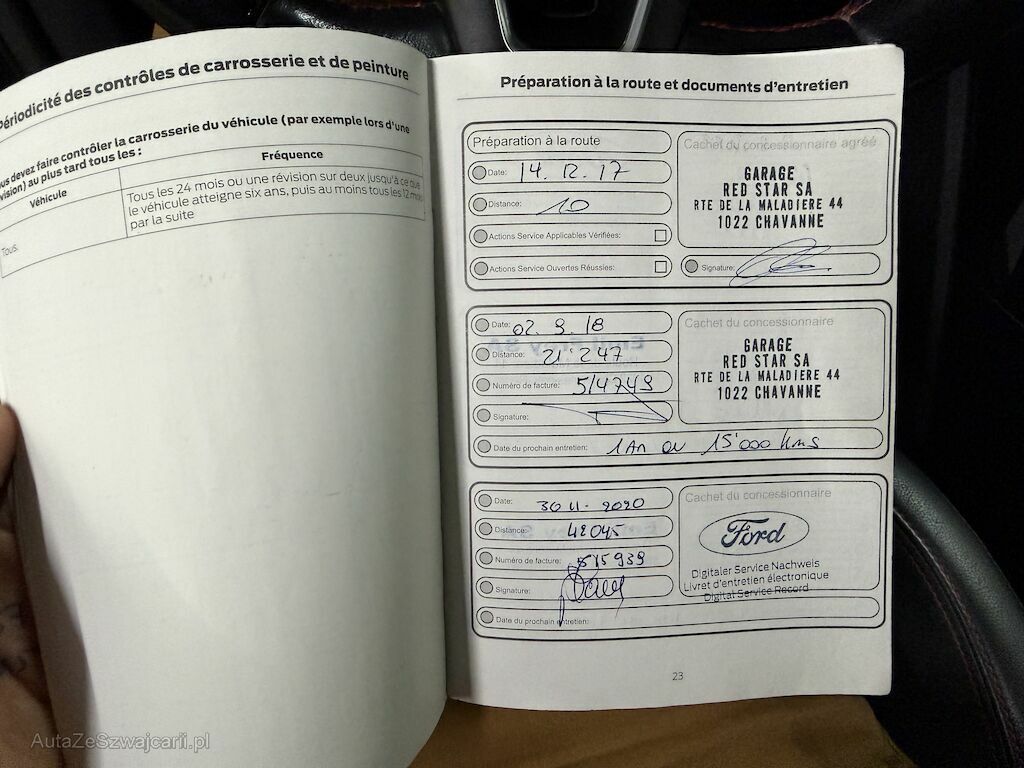 Périodicité des contrôles de carrosserie et de peinture
us devez faire contrôler la carrosserie du véhicule (par exemple lors d'une
vision) au plus tard tous les :
Véhicule
Fréquence
Tous
Tous les 24 mois ou une révision sur deux jusqu'à ce que
le véhicule atteigne six ans, puis au moins tous les 12 mois
par la suite
Préparation à la route et documents d'entretien
Préparation à la route
Date: 14. 12. 17
Distance: 10
Actions Service Applicables Vérifiées:
Actions Service Ouvertes Réussies:
Cachet du concessionnaire agréé
GARAGE
RED STAR SA
RTE DE LA MALADIERE 44
1022 CHAVANNE
Signature:
Date: 02. 9. 18
Distance: 21'247
Numéro de facture: 514749
Signature:
Cachet du concessionnaire
GARAGE
RED STAR SA
RTE DE LA MALADIERE 44
1022 CHAVANNE
Date du prochain entretien: 1 An ou 15'000 kms
Date: 30 11. 2020
Distance: 42045
Numéro de facture: 515939
Signature:
Date du prochain entretien:
Cachet du concessionnaire
Ford
Digitaler Service Nachweis
Livret d'entretien électronique
Digital Service Record
23
AutaZeSzwajcarii.pl